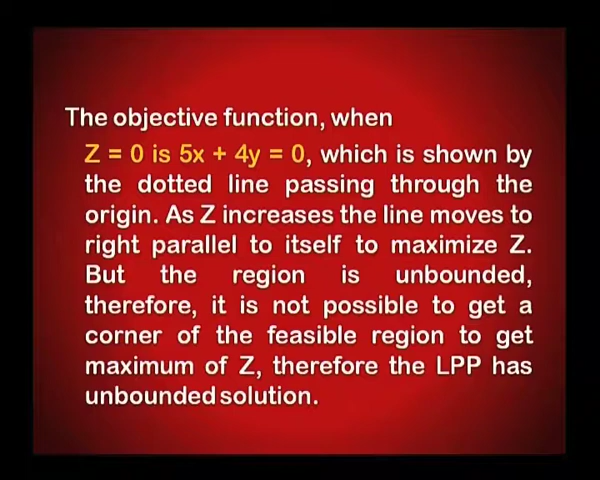 The objective function, when
Z = 0 is 5x + 4y = 0, which is shown by
the dotted line passing through the
origin. As Z increases the line moves to
right parallel to itself to maximize Z.
But the region is unbounded,
therefore, it is not possible to get a
corner of the feasible region to get
maximum of Z, therefore the LPP has
unbounded solution.